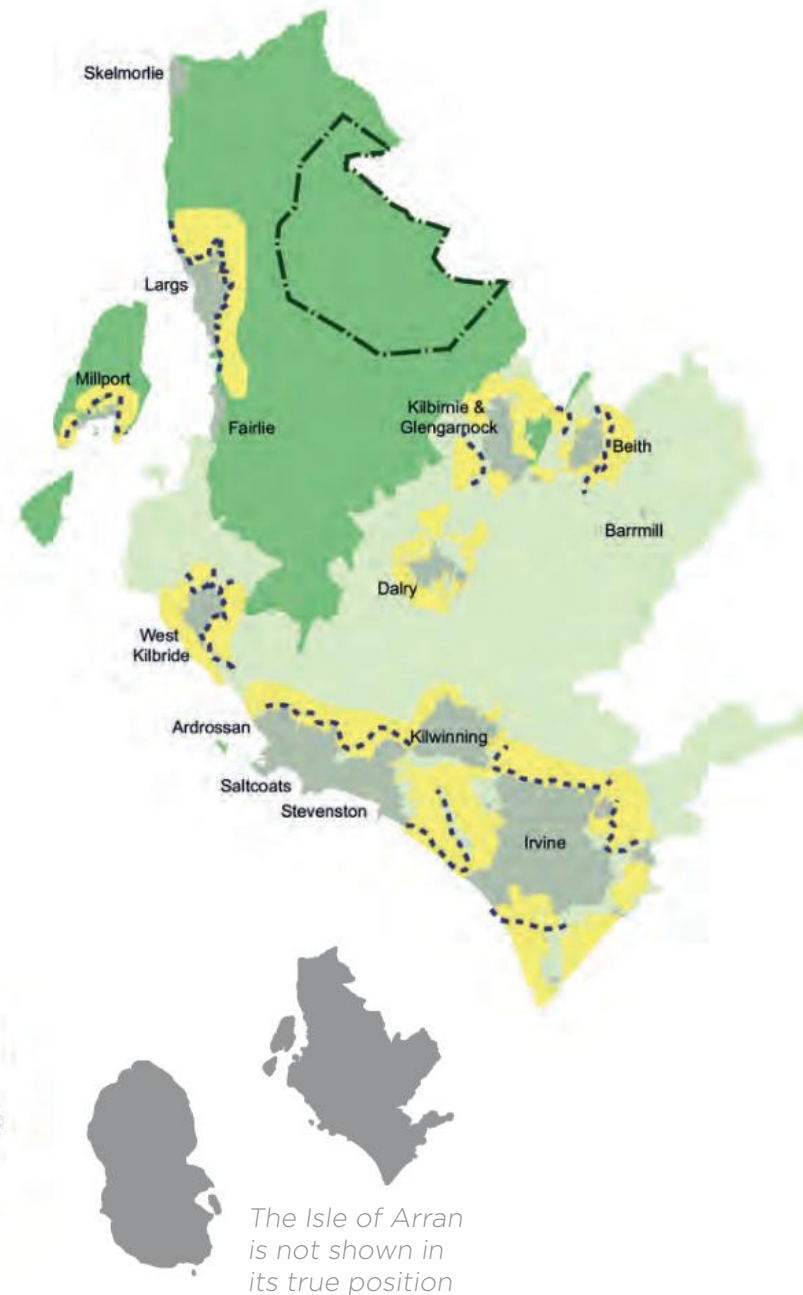 Skelmorlie
Largs
Millport
Fairlie
Kilbirnie &
Glengarnock
Beith
Barrmill
Dalry
West
Kilbride
Ardrossan
Kilwinning
Saltcoats
Stevenston
Irvine
The Isle of Arran
is not shown in
its true position